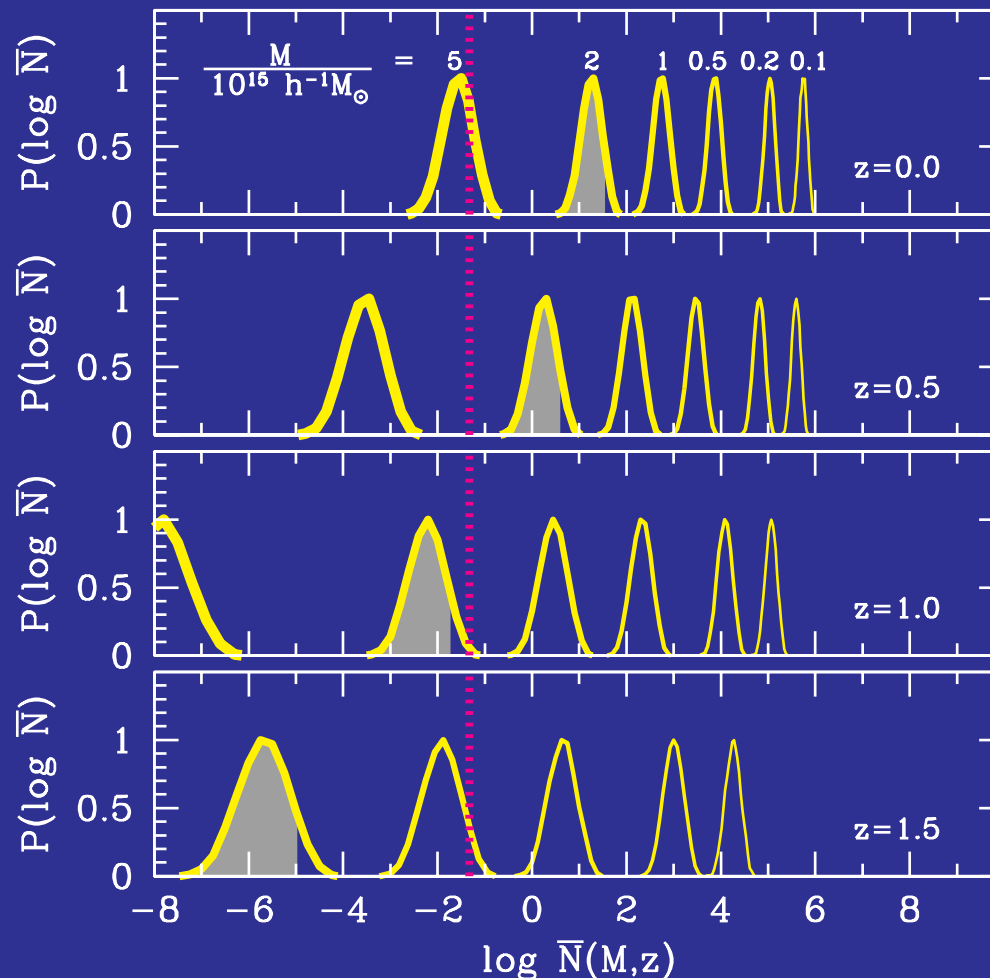 M = 5 2 1 0.5 0.2 0.1
10¹⁵ h⁻¹M⊙
1
0.5
0
P(log N̅)
z=0.0
1
0.5
0
P(log N̅)
z=0.5
1
0.5
0
P(log N̅)
z=1.0
1
0.5
0
P(log N̅)
z=1.5
−8 −6 −4 −2 0 2 4 6 8
log N̅(M,z)